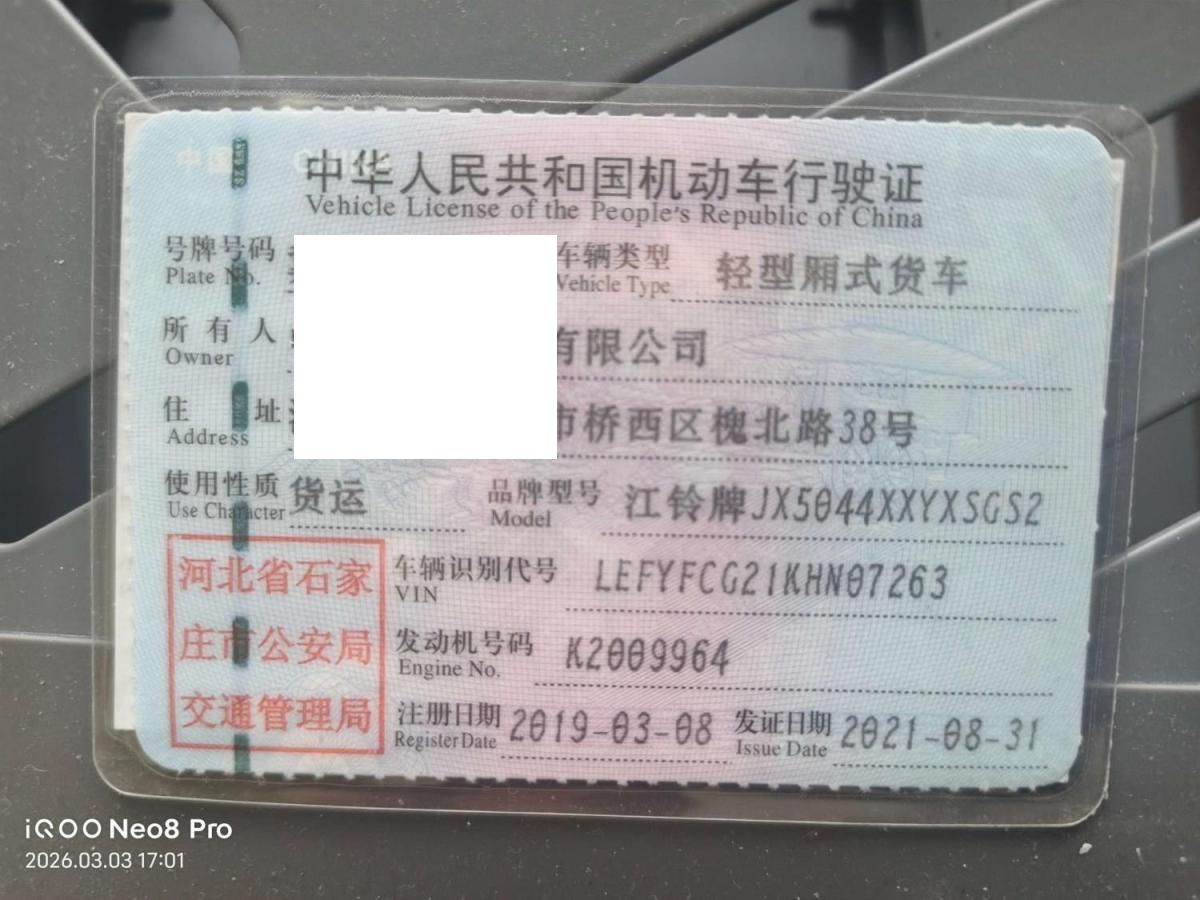 中华人民共和国机动车行驶证
Vehicle License of the People's Republic of China
号牌号码 车辆类型 轻型厢式货车
Plate No. Vehicle Type
所有人 有限公司
Owner
住址 市桥西区槐北路38号
Address
使用性质 货运 品牌型号 江铃牌JX5044XXYXSGS2
Use Character Model
河北省石家
庄市公安局
交通管理局
车辆识别代号 LEFYFCG21KHN07263
VIN
发动机号码 K2009964
Engine No.
注册日期 2019-03-08 发证日期 2021-08-31
Register Date Issue Date
iQOO Neo8 Pro
2026.03.03 17:01